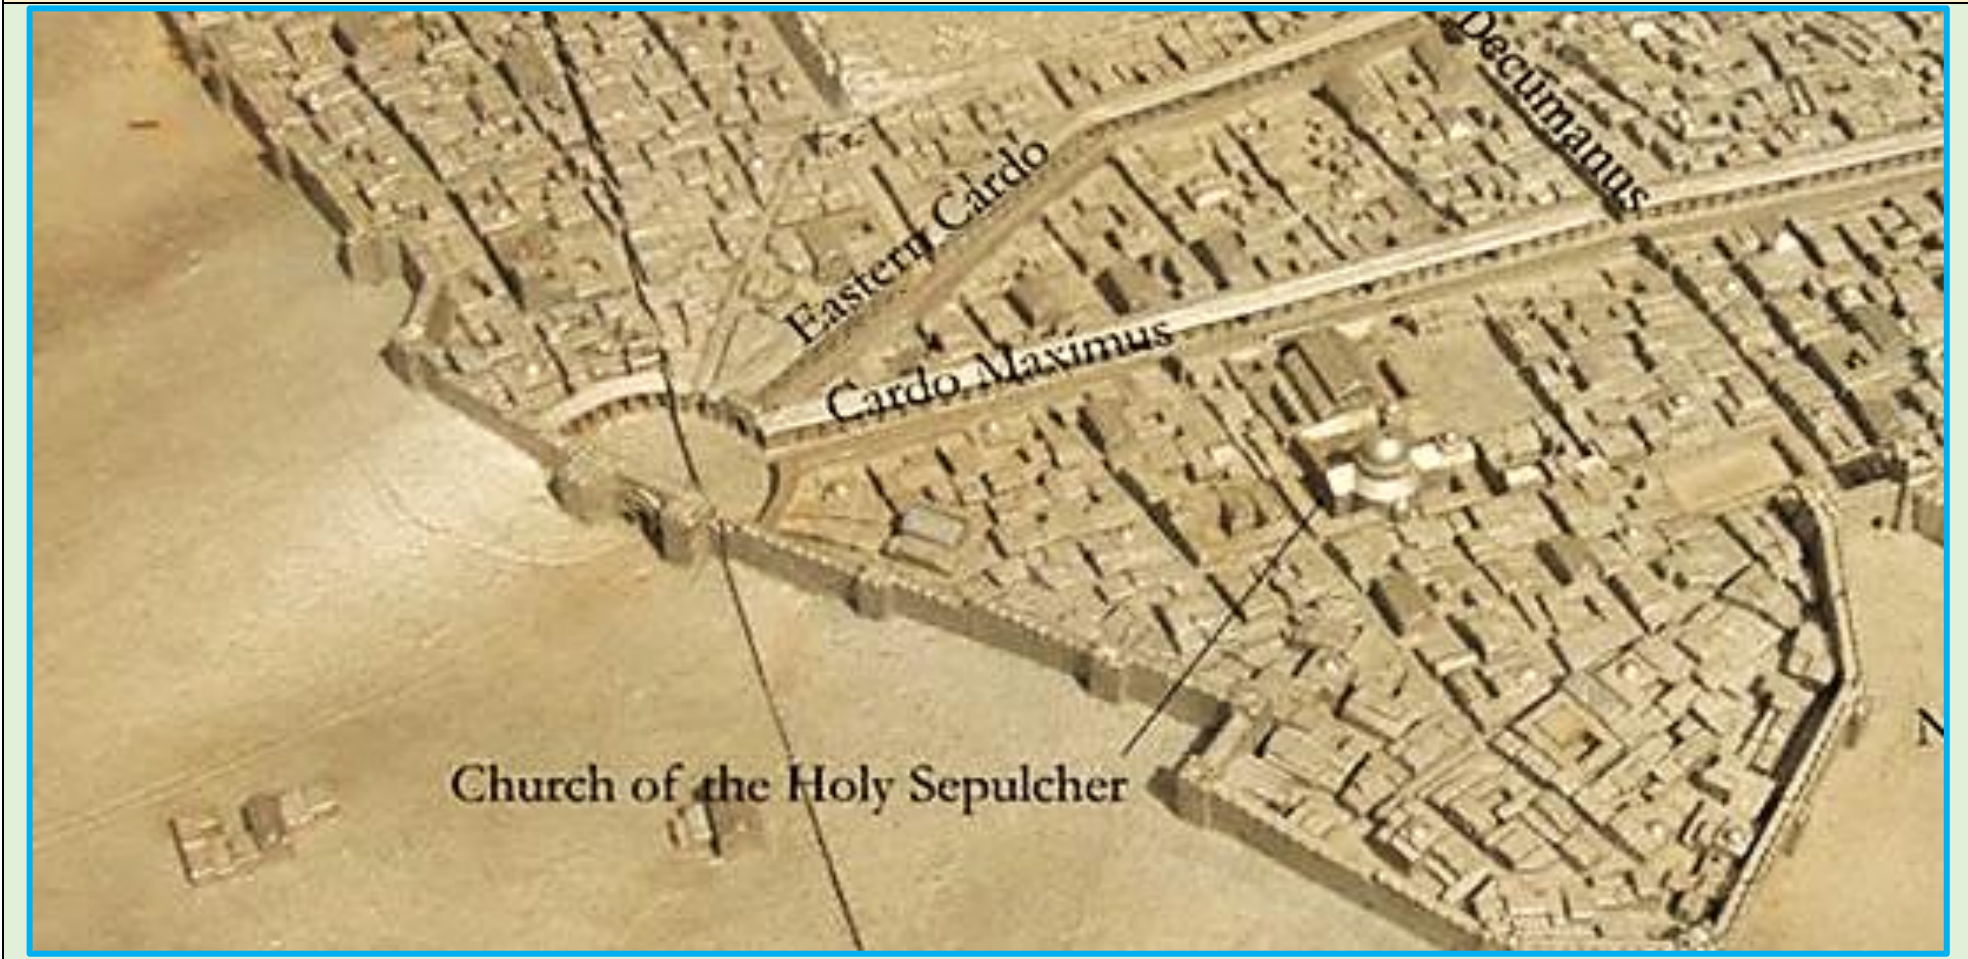 Decumanus
Eastern Cardo
Cardo Maximus
Church of the Holy Sepulcher
N